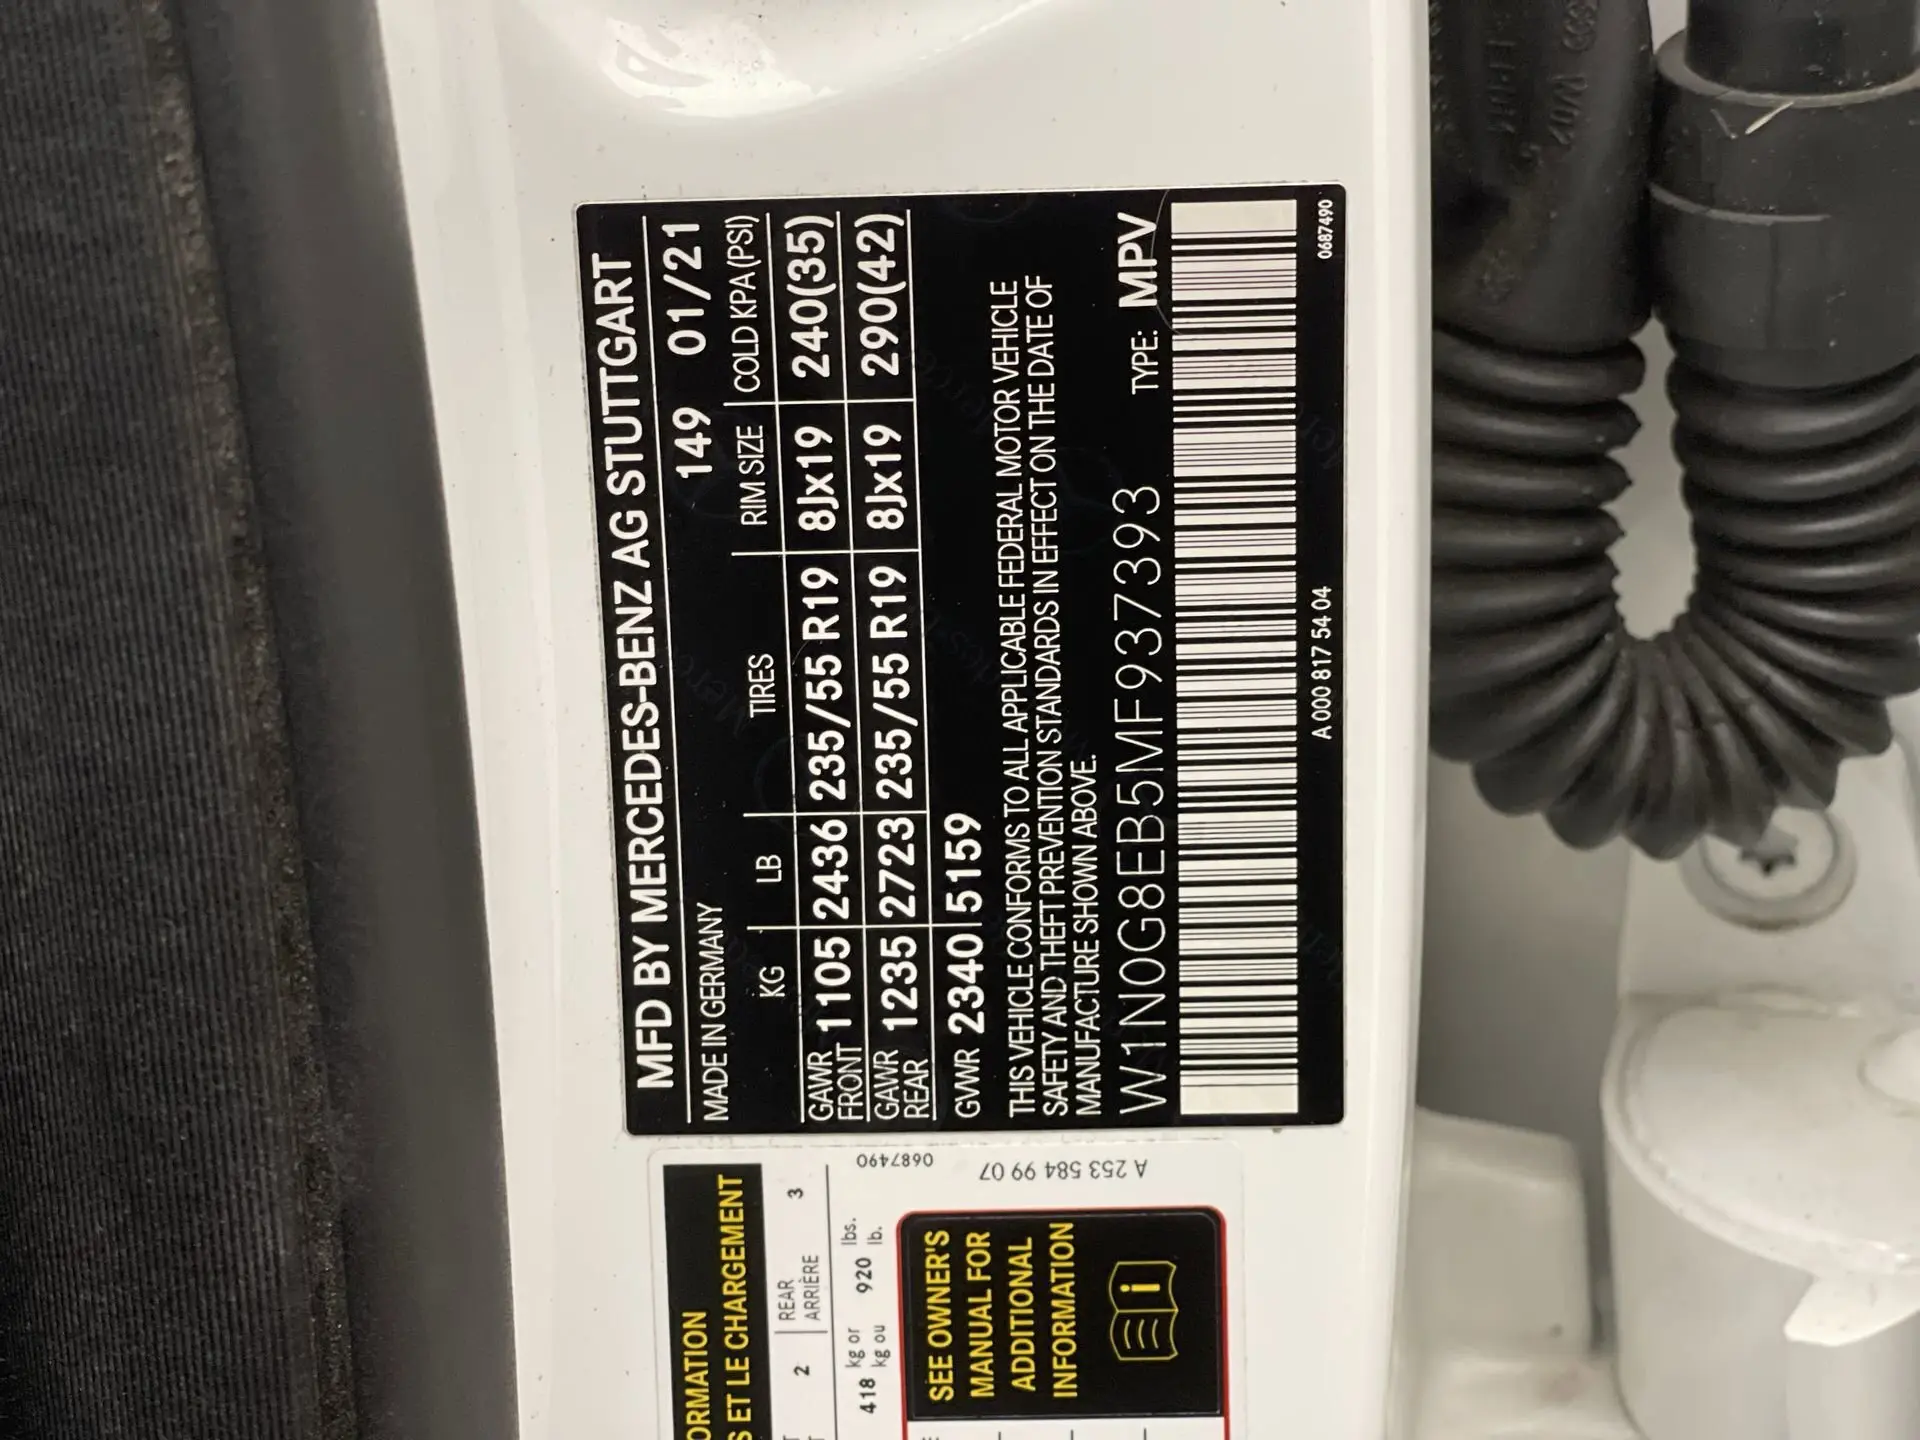 MFD BY MERCEDES-BENZ AG STUTTGART
MADE IN GERMANY 149 01/21
KG LB TIRES RIM SIZE COLD KPA(PSI)
GAWR FRONT 1105 2436 235/55 R19 8Jx19 240(35)
GAWR REAR 1235 2723 235/55 R19 8Jx19 290(42)
GVWR 2340 5159
THIS VEHICLE CONFORMS TO ALL APPLICABLE FEDERAL MOTOR VEHICLE
SAFETY AND THEFT PREVENTION STANDARDS IN EFFECT ON THE DATE OF
MANUFACTURE SHOWN ABOVE.
W1N0G8EB5MF937393 TYPE: MPV
A 000 817 54 04 0687490
ORMATION
S ET LE CHARGEMENT
2 REAR 3
ARRIÈRE
418 kg or 920 lbs.
kg ou lb.
0687490
A 253 584 99 07
SEE OWNER'S
MANUAL FOR
ADDITIONAL
INFORMATION